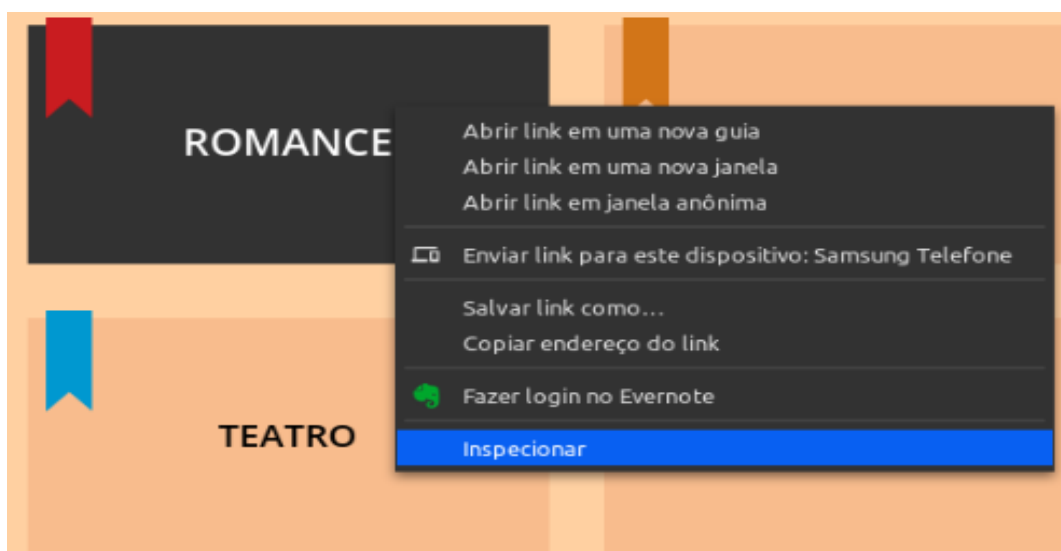 ROMANCE
Abrir link em uma nova guia
Abrir link em uma nova janela
Abrir link em janela anônima
Enviar link para este dispositivo: Samsung Telefone
Salvar link como...
Copiar endereço do link
Fazer login no Evernote
Inspecionar
TEATRO